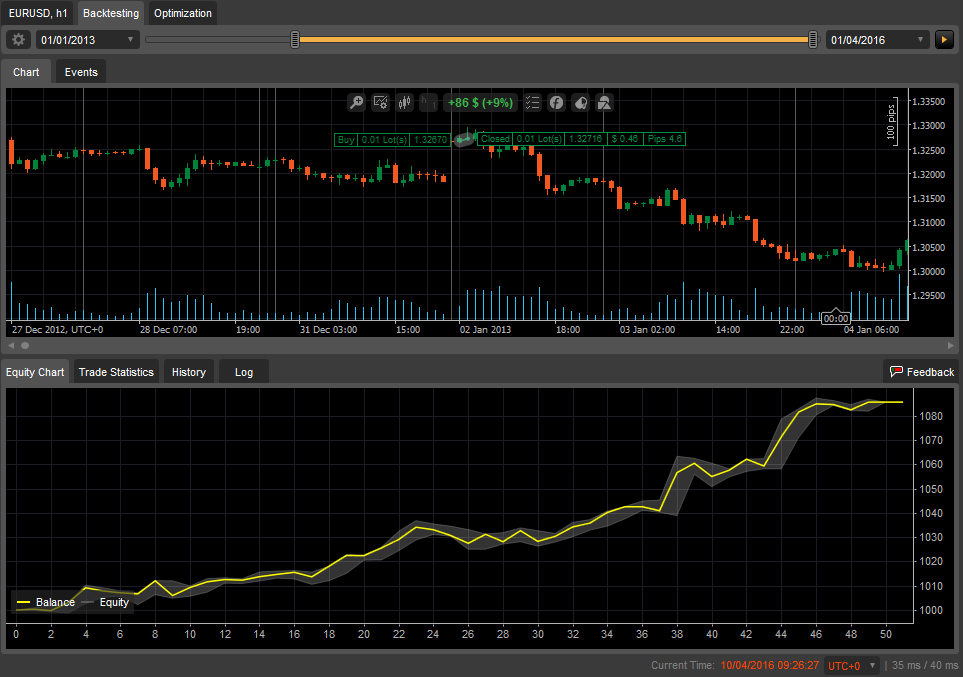 EURUSD, h1 Backtesting Optimization
01/01/2013 01/04/2016
Chart Events
+86 $ (+9%)
Buy 0.01 Lot(s) 1.32670 Closed 0.01 Lot(s) 1.32716 $ 0.46 Pips 4.6
100 pips
1.33500
1.33000
1.32500
1.32000
1.31500
1.31000
1.30500
1.30000
1.29500
00:00
27 Dec 2012, UTC+0 28 Dec 07:00 19:00 31 Dec 03:00 15:00 02 Jan 2013 18:00 03 Jan 02:00 14:00 22:00 04 Jan 06:00
Equity Chart Trade Statistics History Log Feedback
1080
1070
1060
1050
1040
1030
1020
1010
1000
Balance Equity
0 2 4 6 8 10 12 14 16 18 20 22 24 26 28 30 32 34 36 38 40 42 44 46 48 50
Current Time: 10/04/2016 09:26:27 UTC+0 | 35 ms / 40 ms